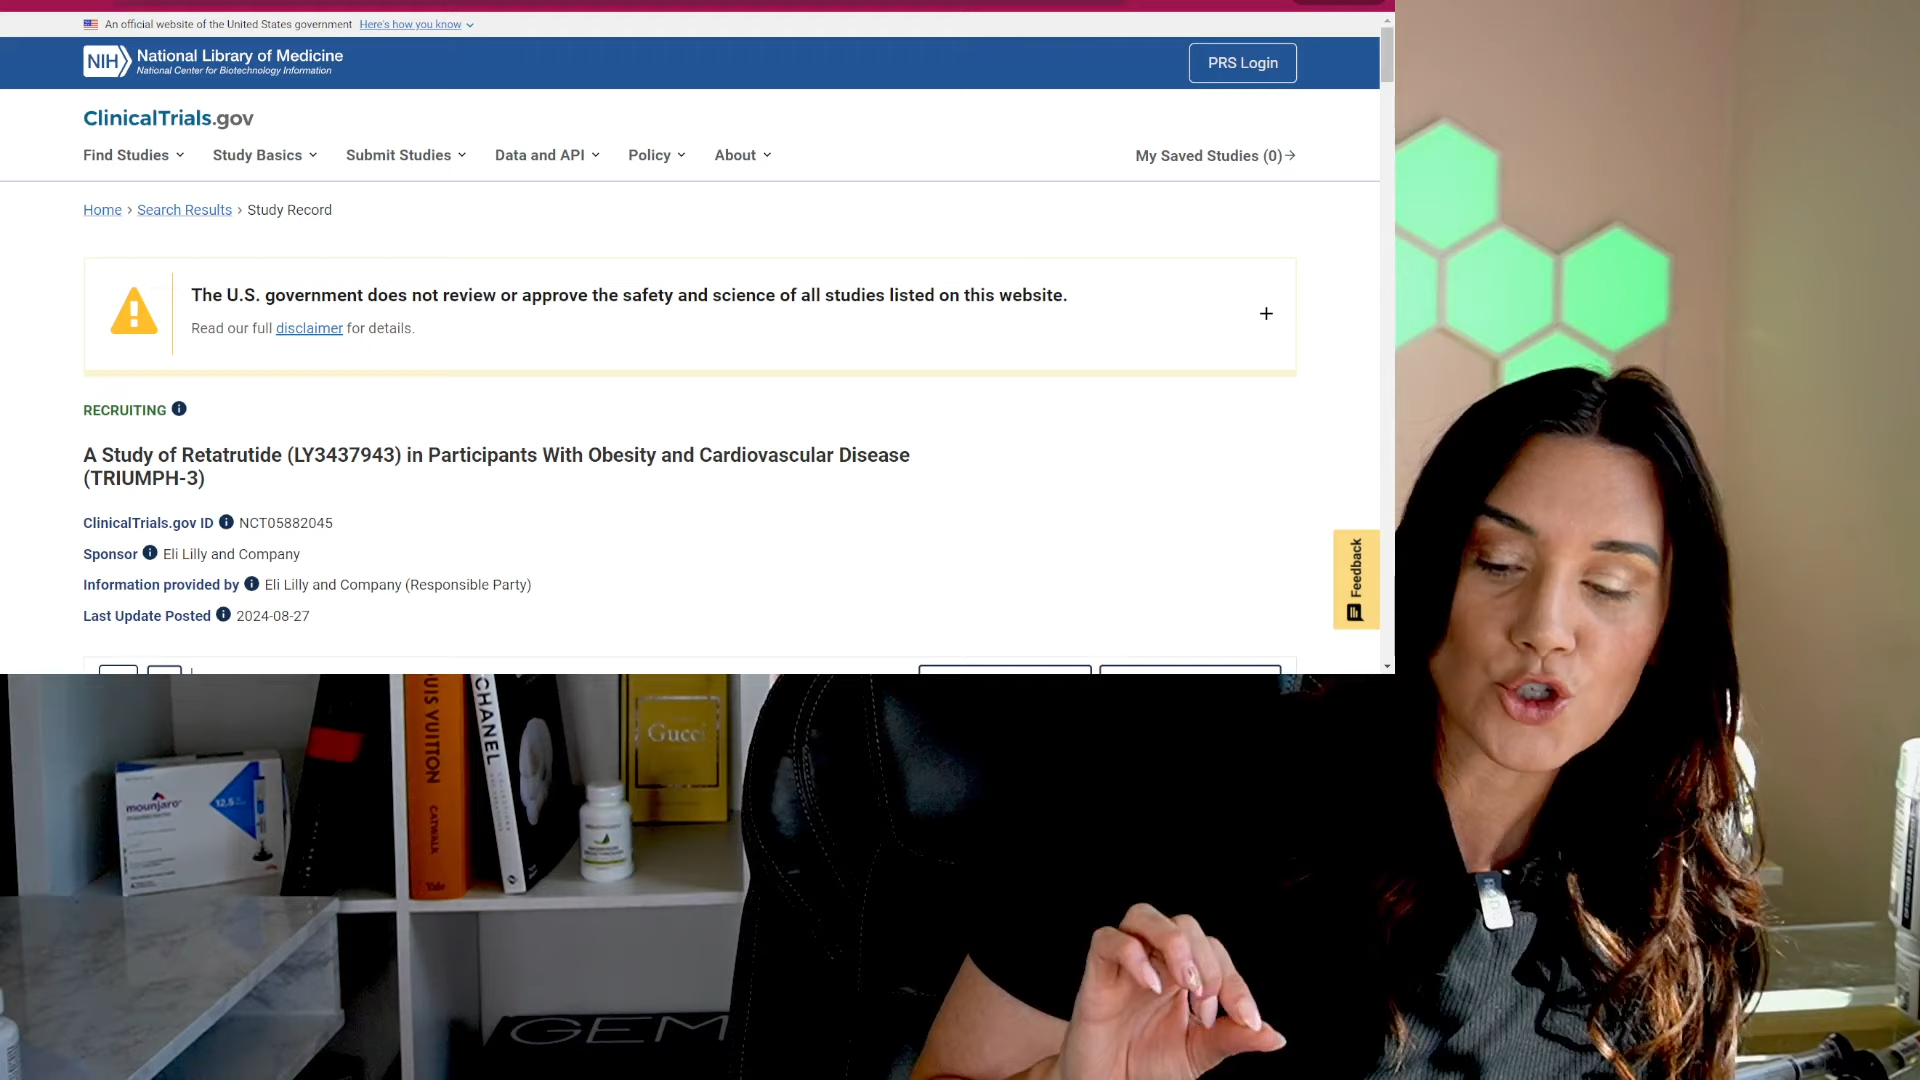 An official website of the United States government Here's how you know
NIH National Library of Medicine
National Center for Biotechnology Information
PRS Login
ClinicalTrials.gov
Find Studies Study Basics Submit Studies Data and API Policy About My Saved Studies (0)
Home > Search Results > Study Record
The U.S. government does not review or approve the safety and science of all studies listed on this website.
Read our full disclaimer for details.
RECRUITING
A Study of Retatrutide (LY3437943) in Participants With Obesity and Cardiovascular Disease
(TRIUMPH-3)
ClinicalTrials.gov ID NCT05882045
Sponsor Eli Lilly and Company
Information provided by Eli Lilly and Company (Responsible Party)
Last Update Posted 2024-08-27
Feedback
mounjaro
12,5
UIS VUITTON
CATWALK
Yale
CHANEL
Gucci
GEM